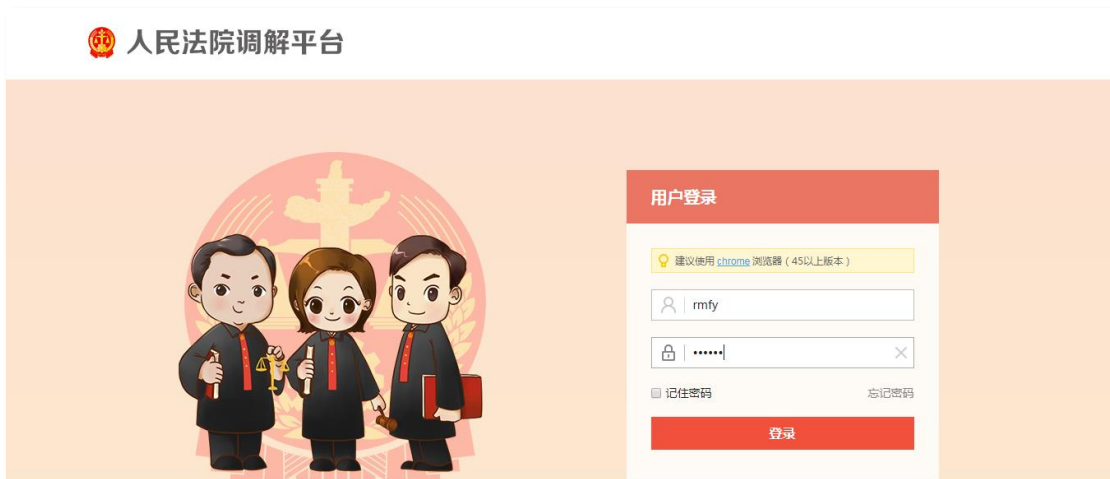 人民法院调解平台
用户登录
建议使用 chrome 浏览器（45以上版本）
rmfy
••••••
记住密码 忘记密码
登录